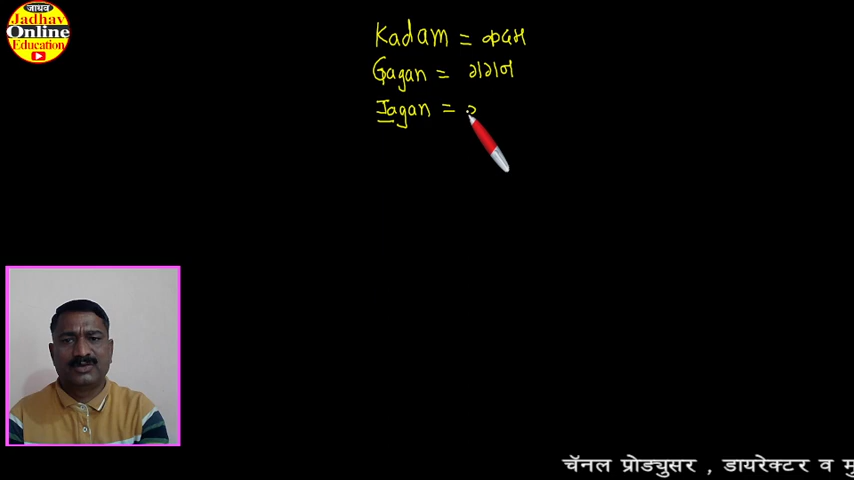 जाधव
Jadhav
Online
Education
Kadam = कदम
Gagan = गगन
Jagan =
चॅनल प्रोड्युसर , डायरेक्टर व मु